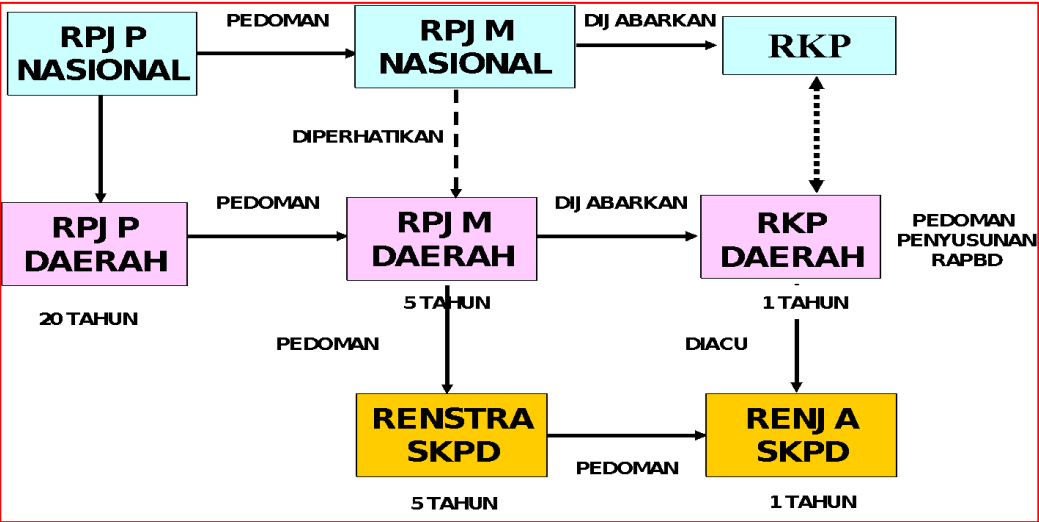 RPJP
NASIONAL
PEDOMAN
RPJM
NASIONAL
DIJABARKAN
RKP
DIPERHATIKAN
RPJP
DAERAH
PEDOMAN
RPJM
DAERAH
DIJABARKAN
RKP
DAERAH
PEDOMAN
PENYUSUNAN
RAPBD
20 TAHUN
5 TAHUN
1 TAHUN
PEDOMAN
DIACU
RENSTRA
SKPD
PEDOMAN
RENJA
SKPD
5 TAHUN
1 TAHUN